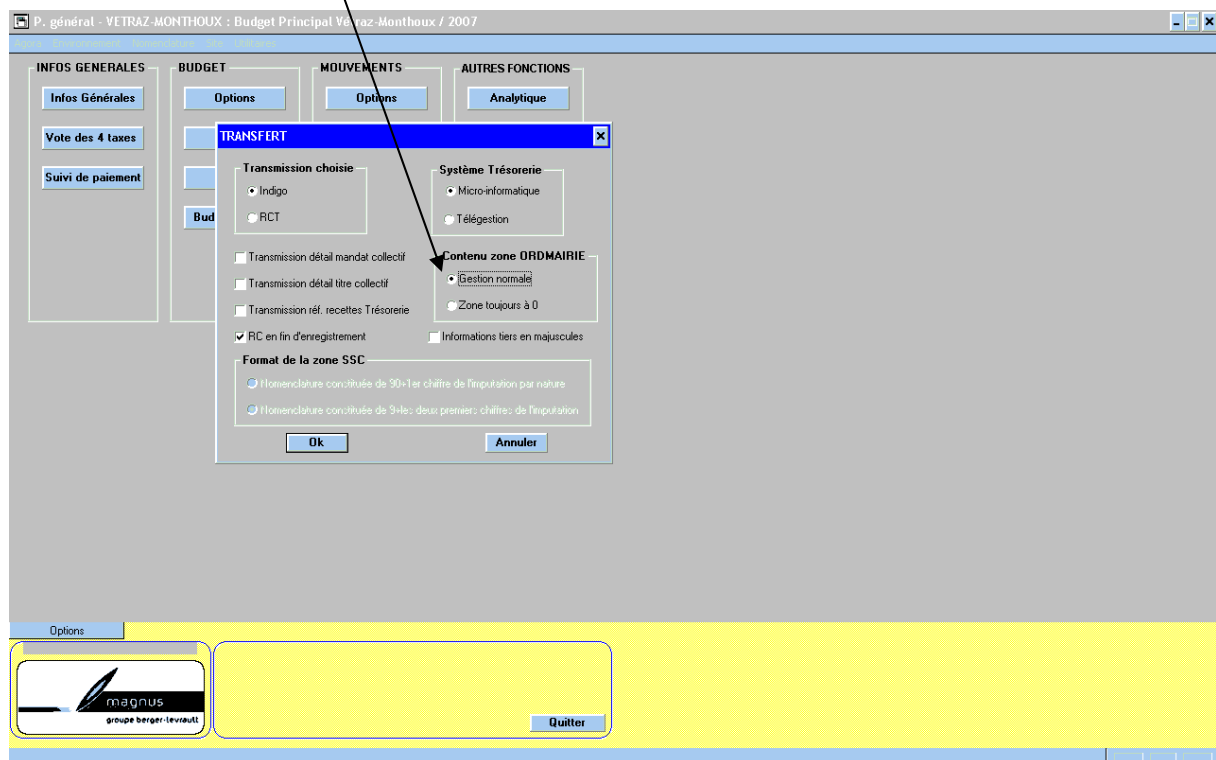 P. général - VETRAZ-MONTHOUX : Budget Principal Vétraz-Monthoux / 2007
Agora Environnement Nomenclature Site Utilitaires
INFOS GENERALES BUDGET MOUVEMENTS AUTRES FONCTIONS
Infos Générales Options Options Analytique
Vote des 4 taxes
Suivi de paiement
Bud
TRANSFERT
Transmission choisie
Indigo
RCT
Système Trésorerie
Micro-informatique
Télégestion
Transmission détail mandat collectif
Transmission détail titre collectif
Transmission réf. recettes Trésorerie
RC en fin d'enregistrement
Contenu zone ORDMAIRIE
Gestion normale
Zone toujours à 0
Informations tiers en majuscules
Format de la zone SSC
Nomenclature constituée de 90+1er chiffre de l'imputation par nature
Nomenclature constituée de 9+les deux premiers chiffres de l'imputation
Ok Annuler
Options
magnus
groupe berger-levrault
Quitter